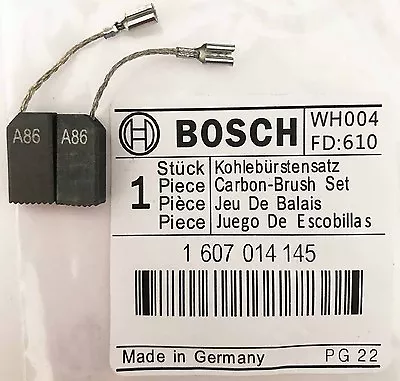 A86 A86
BOSCH
WH004
FD:610
1
Stück Kohlebürstensatz
Piece Carbon-Brush Set
Pièce Jeu De Balais
Pieza Juego De Escobillas
1 607 014 145
Made in Germany PG 22